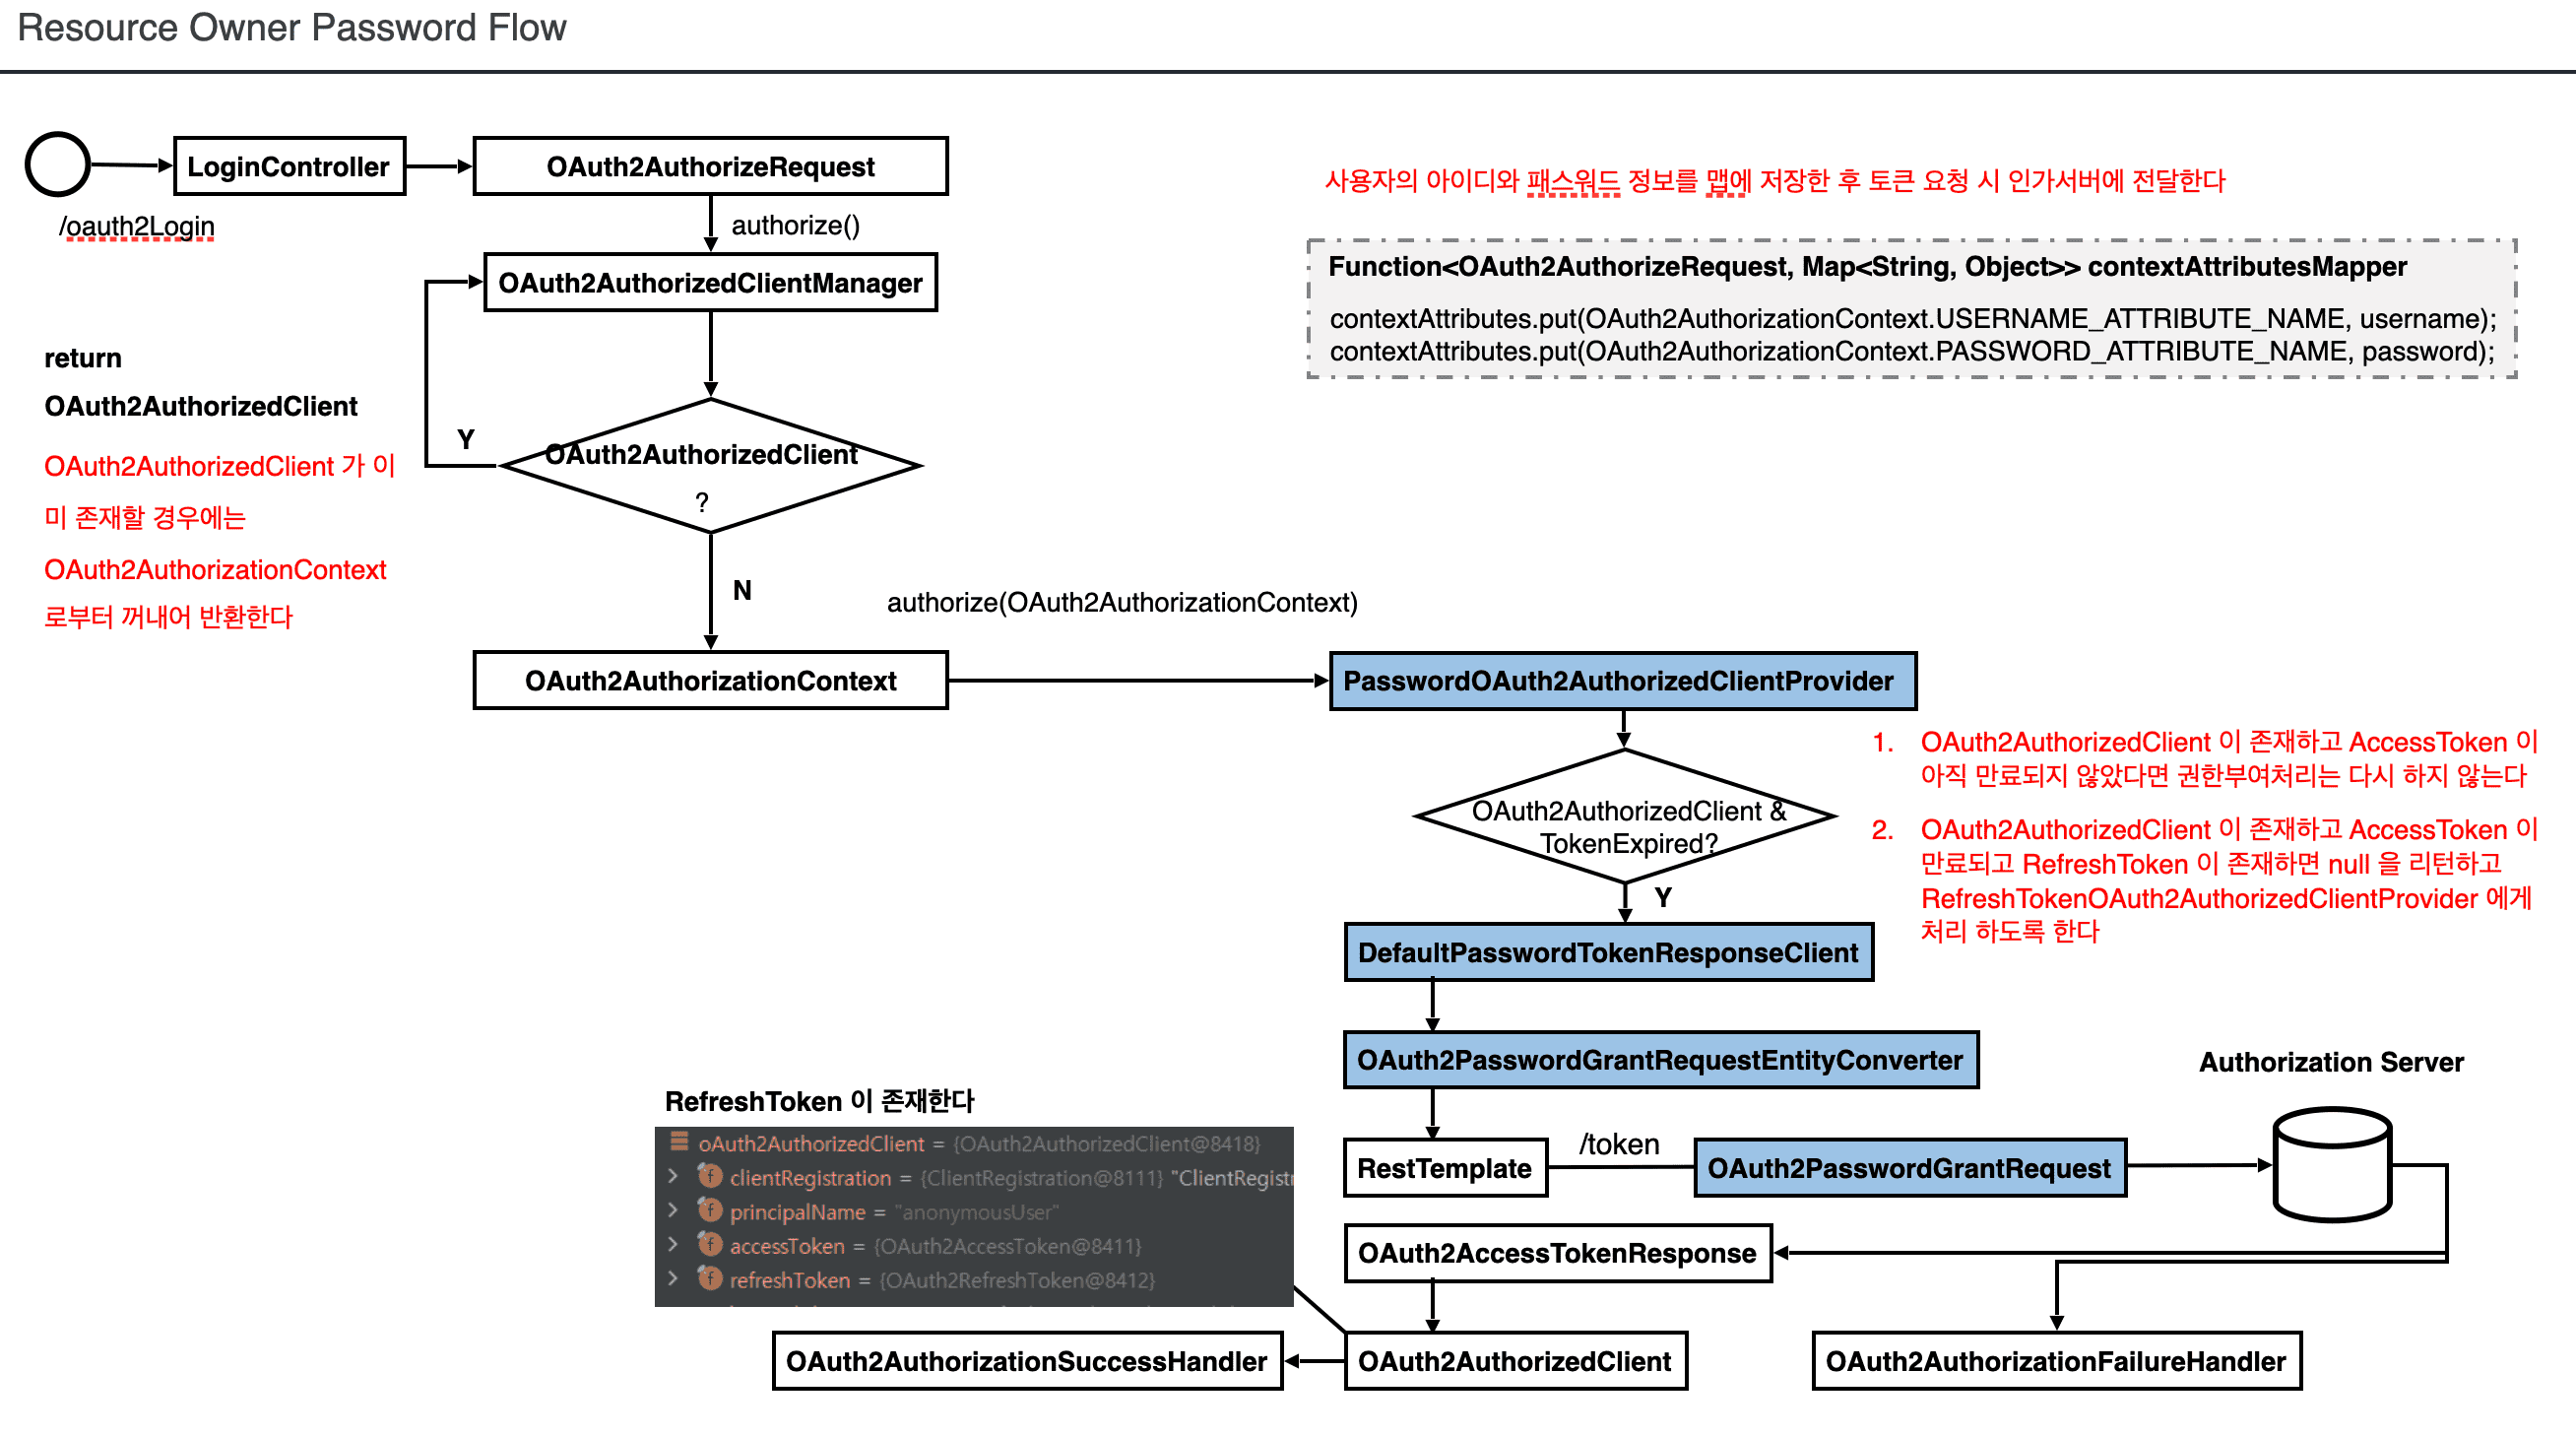 Resource Owner Password Flow
LoginController
OAuth2AuthorizeRequest
/oauth2Login
authorize()
OAuth2AuthorizedClientManager
사용자의 아이디와 패스워드 정보를 맵에 저장한 후 토큰 요청 시 인가서버에 전달한다
Function<OAuth2AuthorizeRequest, Map<String, Object>> contextAttributesMapper
contextAttributes.put(OAuth2AuthorizationContext.USERNAME_ATTRIBUTE_NAME, username);
contextAttributes.put(OAuth2AuthorizationContext.PASSWORD_ATTRIBUTE_NAME, password);
return
OAuth2AuthorizedClient
OAuth2AuthorizedClient 가 이
미 존재할 경우에는
OAuth2AuthorizationContext
로부터 꺼내어 반환한다
Y
OAuth2AuthorizedClient
?
N
authorize(OAuth2AuthorizationContext)
OAuth2AuthorizationContext
PasswordOAuth2AuthorizedClientProvider
OAuth2AuthorizedClient &
TokenExpired?
Y
1. OAuth2AuthorizedClient 이 존재하고 AccessToken 이
아직 만료되지 않았다면 권한부여처리는 다시 하지 않는다
2. OAuth2AuthorizedClient 이 존재하고 AccessToken 이
만료되고 RefreshToken 이 존재하면 null 을 리턴하고
RefreshTokenOAuth2AuthorizedClientProvider 에게
처리 하도록 한다
DefaultPasswordTokenResponseClient
OAuth2PasswordGrantRequestEntityConverter
Authorization Server
RestTemplate
/token
OAuth2PasswordGrantRequest
OAuth2AccessTokenResponse
RefreshToken 이 존재한다
oAuth2AuthorizedClient = {OAuth2AuthorizedClient@8418}
clientRegistration = {ClientRegistration@8111} "ClientRegistr
principalName = "anonymousUser"
accessToken = {OAuth2AccessToken@8411}
refreshToken = {OAuth2RefreshToken@8412}
OAuth2AuthorizationSuccessHandler
OAuth2AuthorizedClient
OAuth2AuthorizationFailureHandler